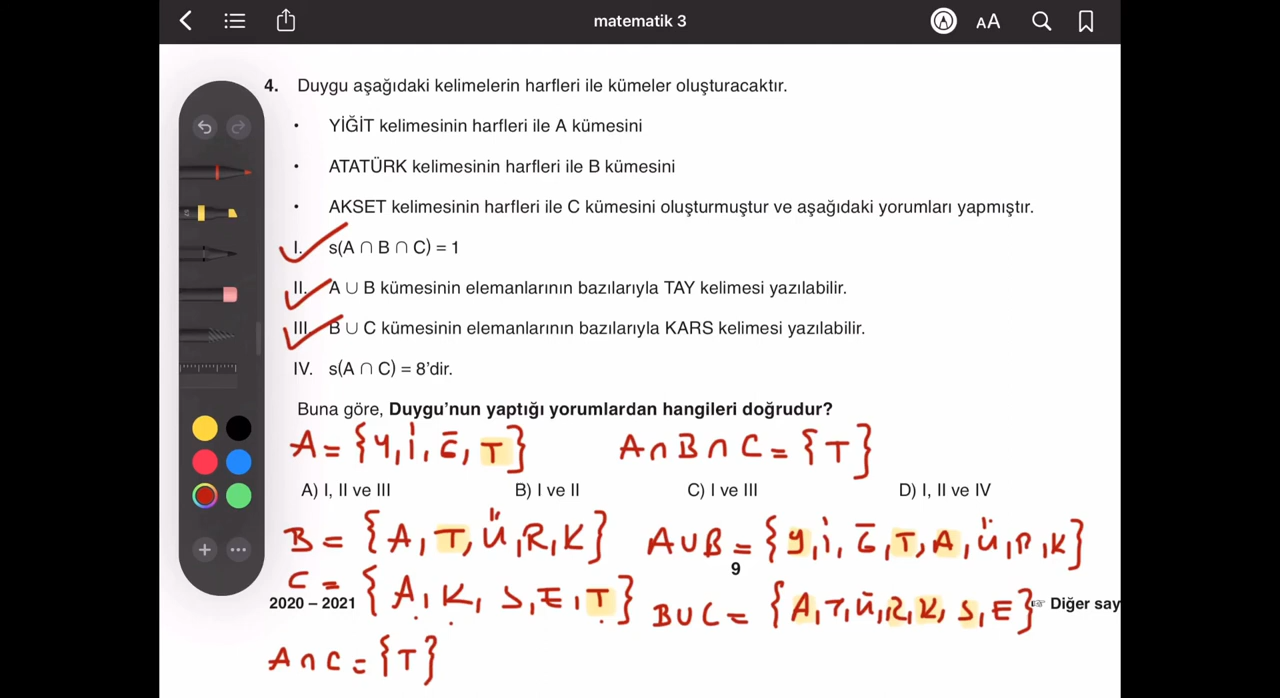 matematik 3
AA
4. Duygu aşağıdaki kelimelerin harfleri ile kümeler oluşturacaktır.
• YİĞİT kelimesinin harfleri ile A kümesini
• ATATÜRK kelimesinin harfleri ile B kümesini
• AKSET kelimesinin harfleri ile C kümesini oluşturmuştur ve aşağıdaki yorumları yapmıştır.
I. s(A ∩ B ∩ C) = 1
II. A ∪ B kümesinin elemanlarının bazılarıyla TAY kelimesi yazılabilir.
III. B ∪ C kümesinin elemanlarının bazılarıyla KARS kelimesi yazılabilir.
IV. s(A ∩ C) = 8’dir.
Buna göre, Duygu’nun yaptığı yorumlardan hangileri doğrudur?
A = {Y, İ, Ğ, T} A ∩ B ∩ C = {T}
A) I, II ve III B) I ve II C) I ve III D) I, II ve IV
B = {A, T, Ü, R, K} A ∪ B = {Y, İ, Ğ, T, A, Ü, R, K}
9
C = {A, K, S, E, T}
2020 – 2021 B ∪ C = {A, T, Ü, R, K, S, E} ☞ Diğer say
A ∩ C = {T}